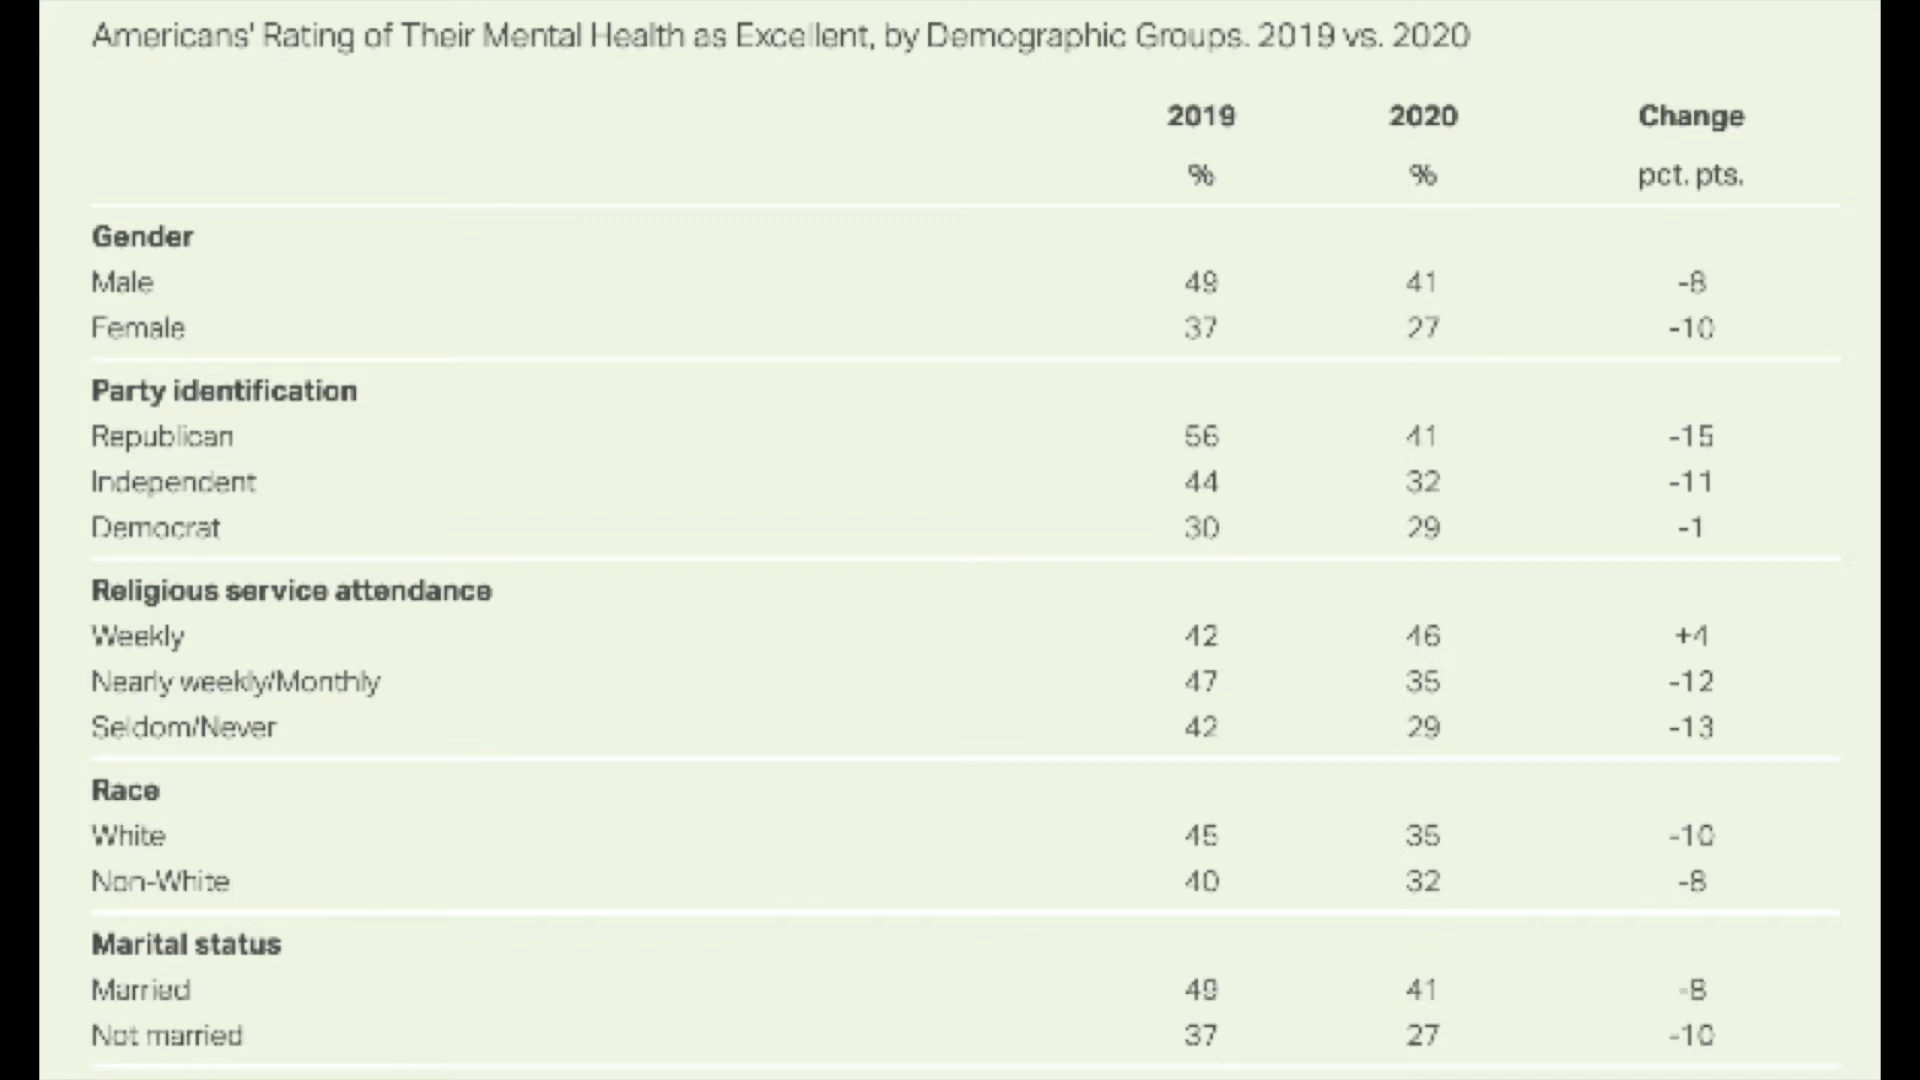 Americans' Rating of Their Mental Health as Excellent, by Demographic Groups. 2019 vs. 2020
2019 2020 Change
% % pct. pts.
Gender
Male 49 41 -8
Female 37 27 -10
Party identification
Republican 56 41 -15
Independent 44 32 -11
Democrat 30 29 -1
Religious service attendance
Weekly 42 46 +4
Nearly weekly/Monthly 47 35 -12
Seldom/Never 42 29 -13
Race
White 45 35 -10
Non-White 40 32 -8
Marital status
Married 49 41 -8
Not married 37 27 -10